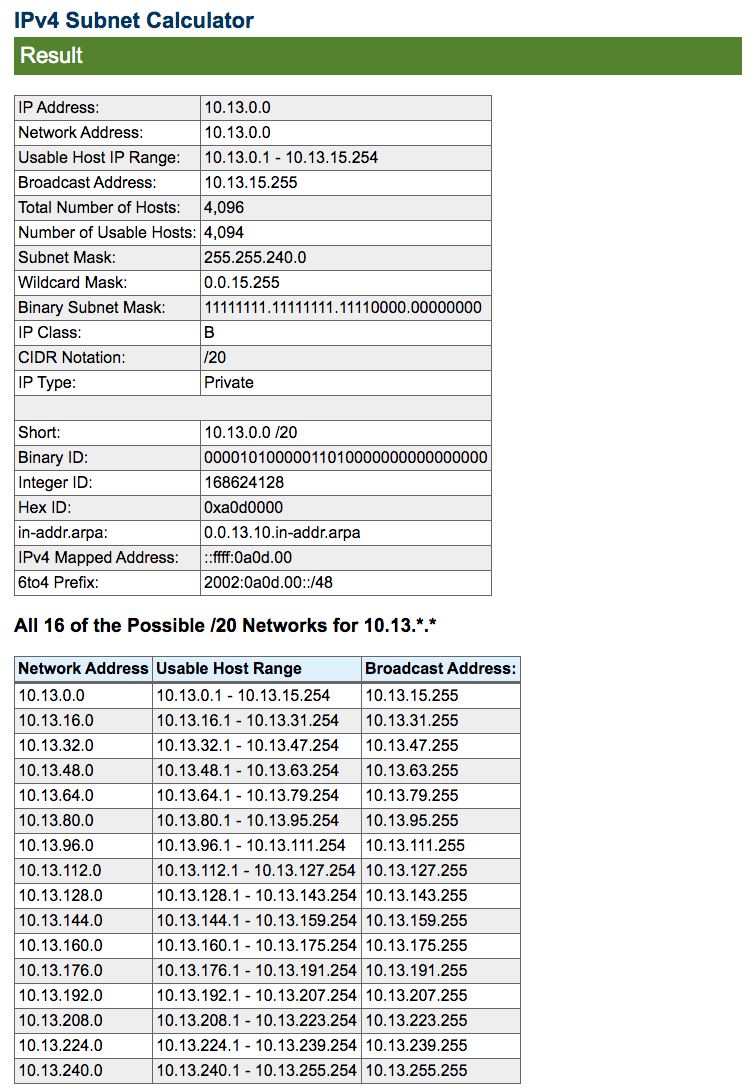 IPv4 Subnet Calculator
Result
IP Address: 10.13.0.0
Network Address: 10.13.0.0
Usable Host IP Range: 10.13.0.1 - 10.13.15.254
Broadcast Address: 10.13.15.255
Total Number of Hosts: 4,096
Number of Usable Hosts: 4,094
Subnet Mask: 255.255.240.0
Wildcard Mask: 0.0.15.255
Binary Subnet Mask: 11111111.11111111.11110000.00000000
IP Class: B
CIDR Notation: /20
IP Type: Private
Short: 10.13.0.0 /20
Binary ID: 00001010000011010000000000000000
Integer ID: 168624128
Hex ID: 0xa0d0000
in-addr.arpa: 0.0.13.10.in-addr.arpa
IPv4 Mapped Address: ::ffff:0a0d.00
6to4 Prefix: 2002:0a0d.00::/48
All 16 of the Possible /20 Networks for 10.13.*.*
Network Address Usable Host Range Broadcast Address:
10.13.0.0 10.13.0.1 - 10.13.15.254 10.13.15.255
10.13.16.0 10.13.16.1 - 10.13.31.254 10.13.31.255
10.13.32.0 10.13.32.1 - 10.13.47.254 10.13.47.255
10.13.48.0 10.13.48.1 - 10.13.63.254 10.13.63.255
10.13.64.0 10.13.64.1 - 10.13.79.254 10.13.79.255
10.13.80.0 10.13.80.1 - 10.13.95.254 10.13.95.255
10.13.96.0 10.13.96.1 - 10.13.111.254 10.13.111.255
10.13.112.0 10.13.112.1 - 10.13.127.254 10.13.127.255
10.13.128.0 10.13.128.1 - 10.13.143.254 10.13.143.255
10.13.144.0 10.13.144.1 - 10.13.159.254 10.13.159.255
10.13.160.0 10.13.160.1 - 10.13.175.254 10.13.175.255
10.13.176.0 10.13.176.1 - 10.13.191.254 10.13.191.255
10.13.192.0 10.13.192.1 - 10.13.207.254 10.13.207.255
10.13.208.0 10.13.208.1 - 10.13.223.254 10.13.223.255
10.13.224.0 10.13.224.1 - 10.13.239.254 10.13.239.255
10.13.240.0 10.13.240.1 - 10.13.255.254 10.13.255.255